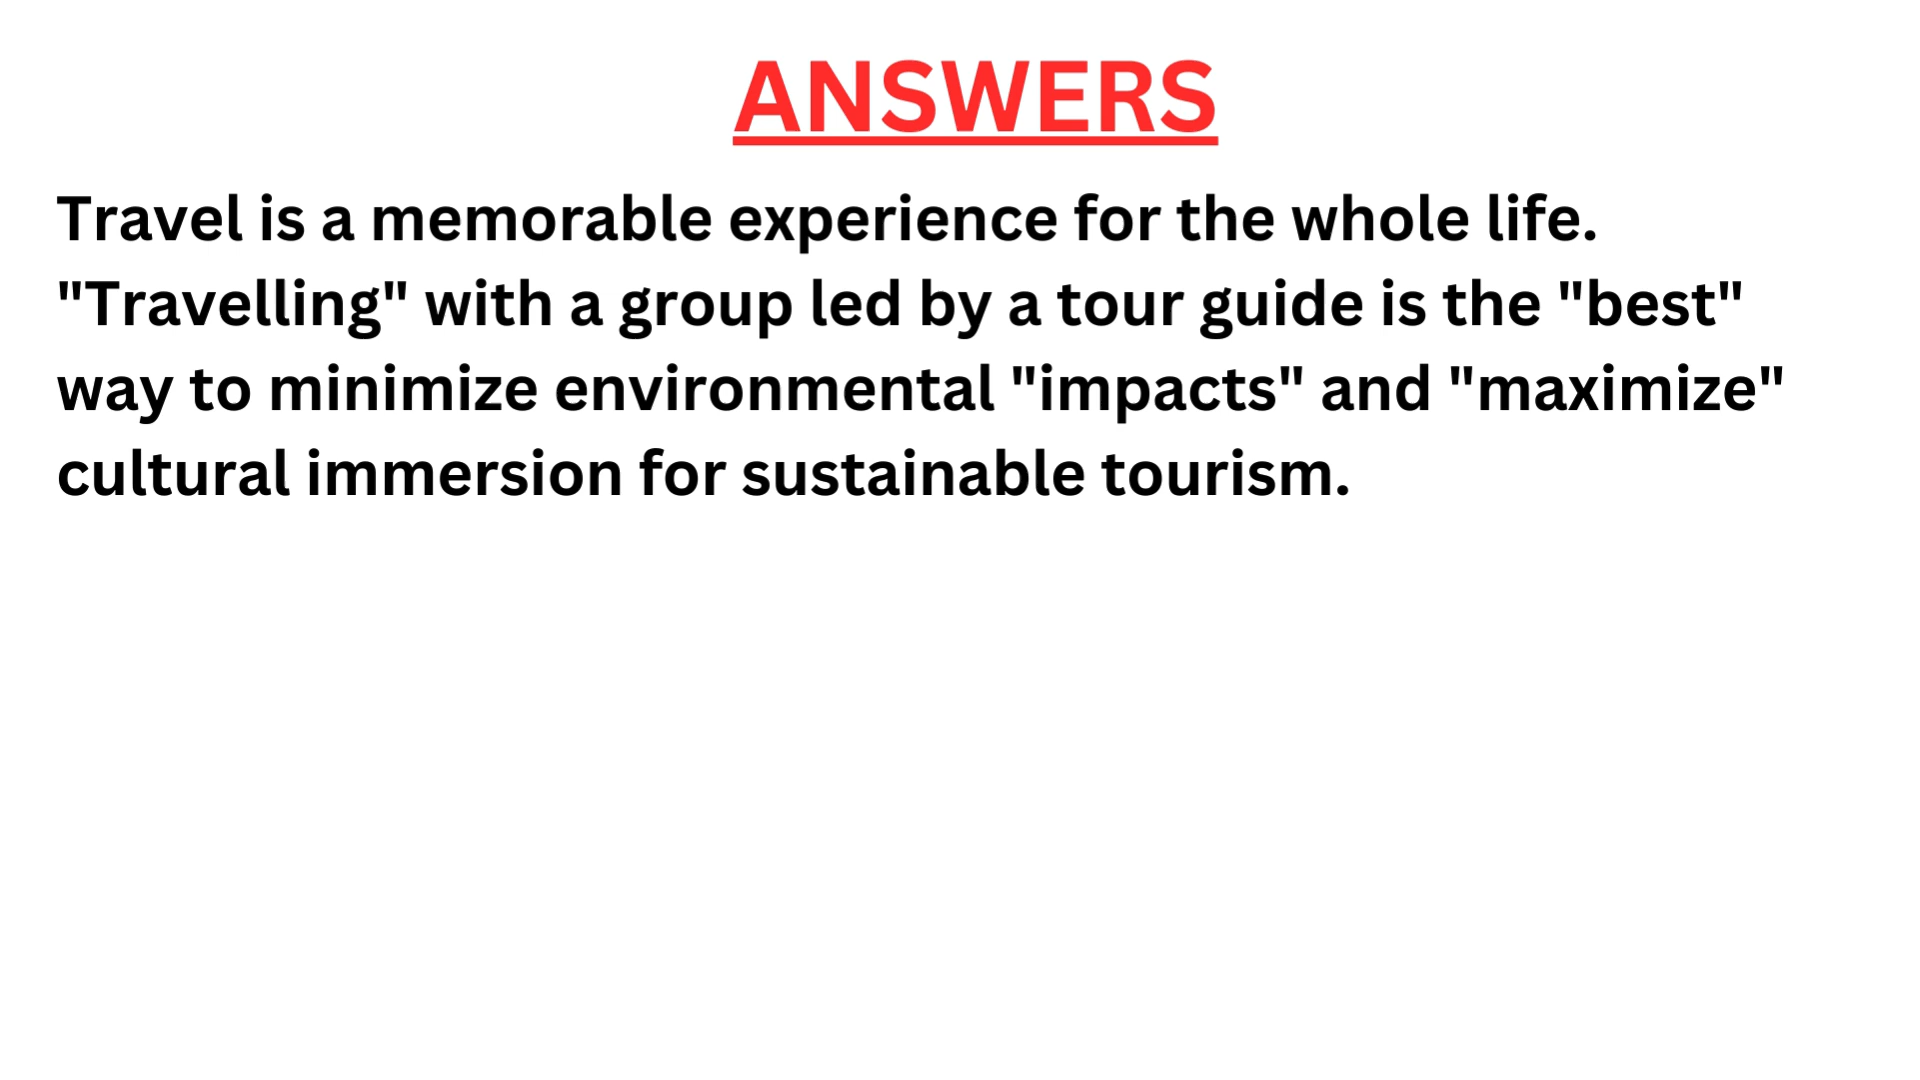 ANSWERS
Travel is a memorable experience for the whole life.
"Travelling" with a group led by a tour guide is the "best"
way to minimize environmental "impacts" and "maximize"
cultural immersion for sustainable tourism.